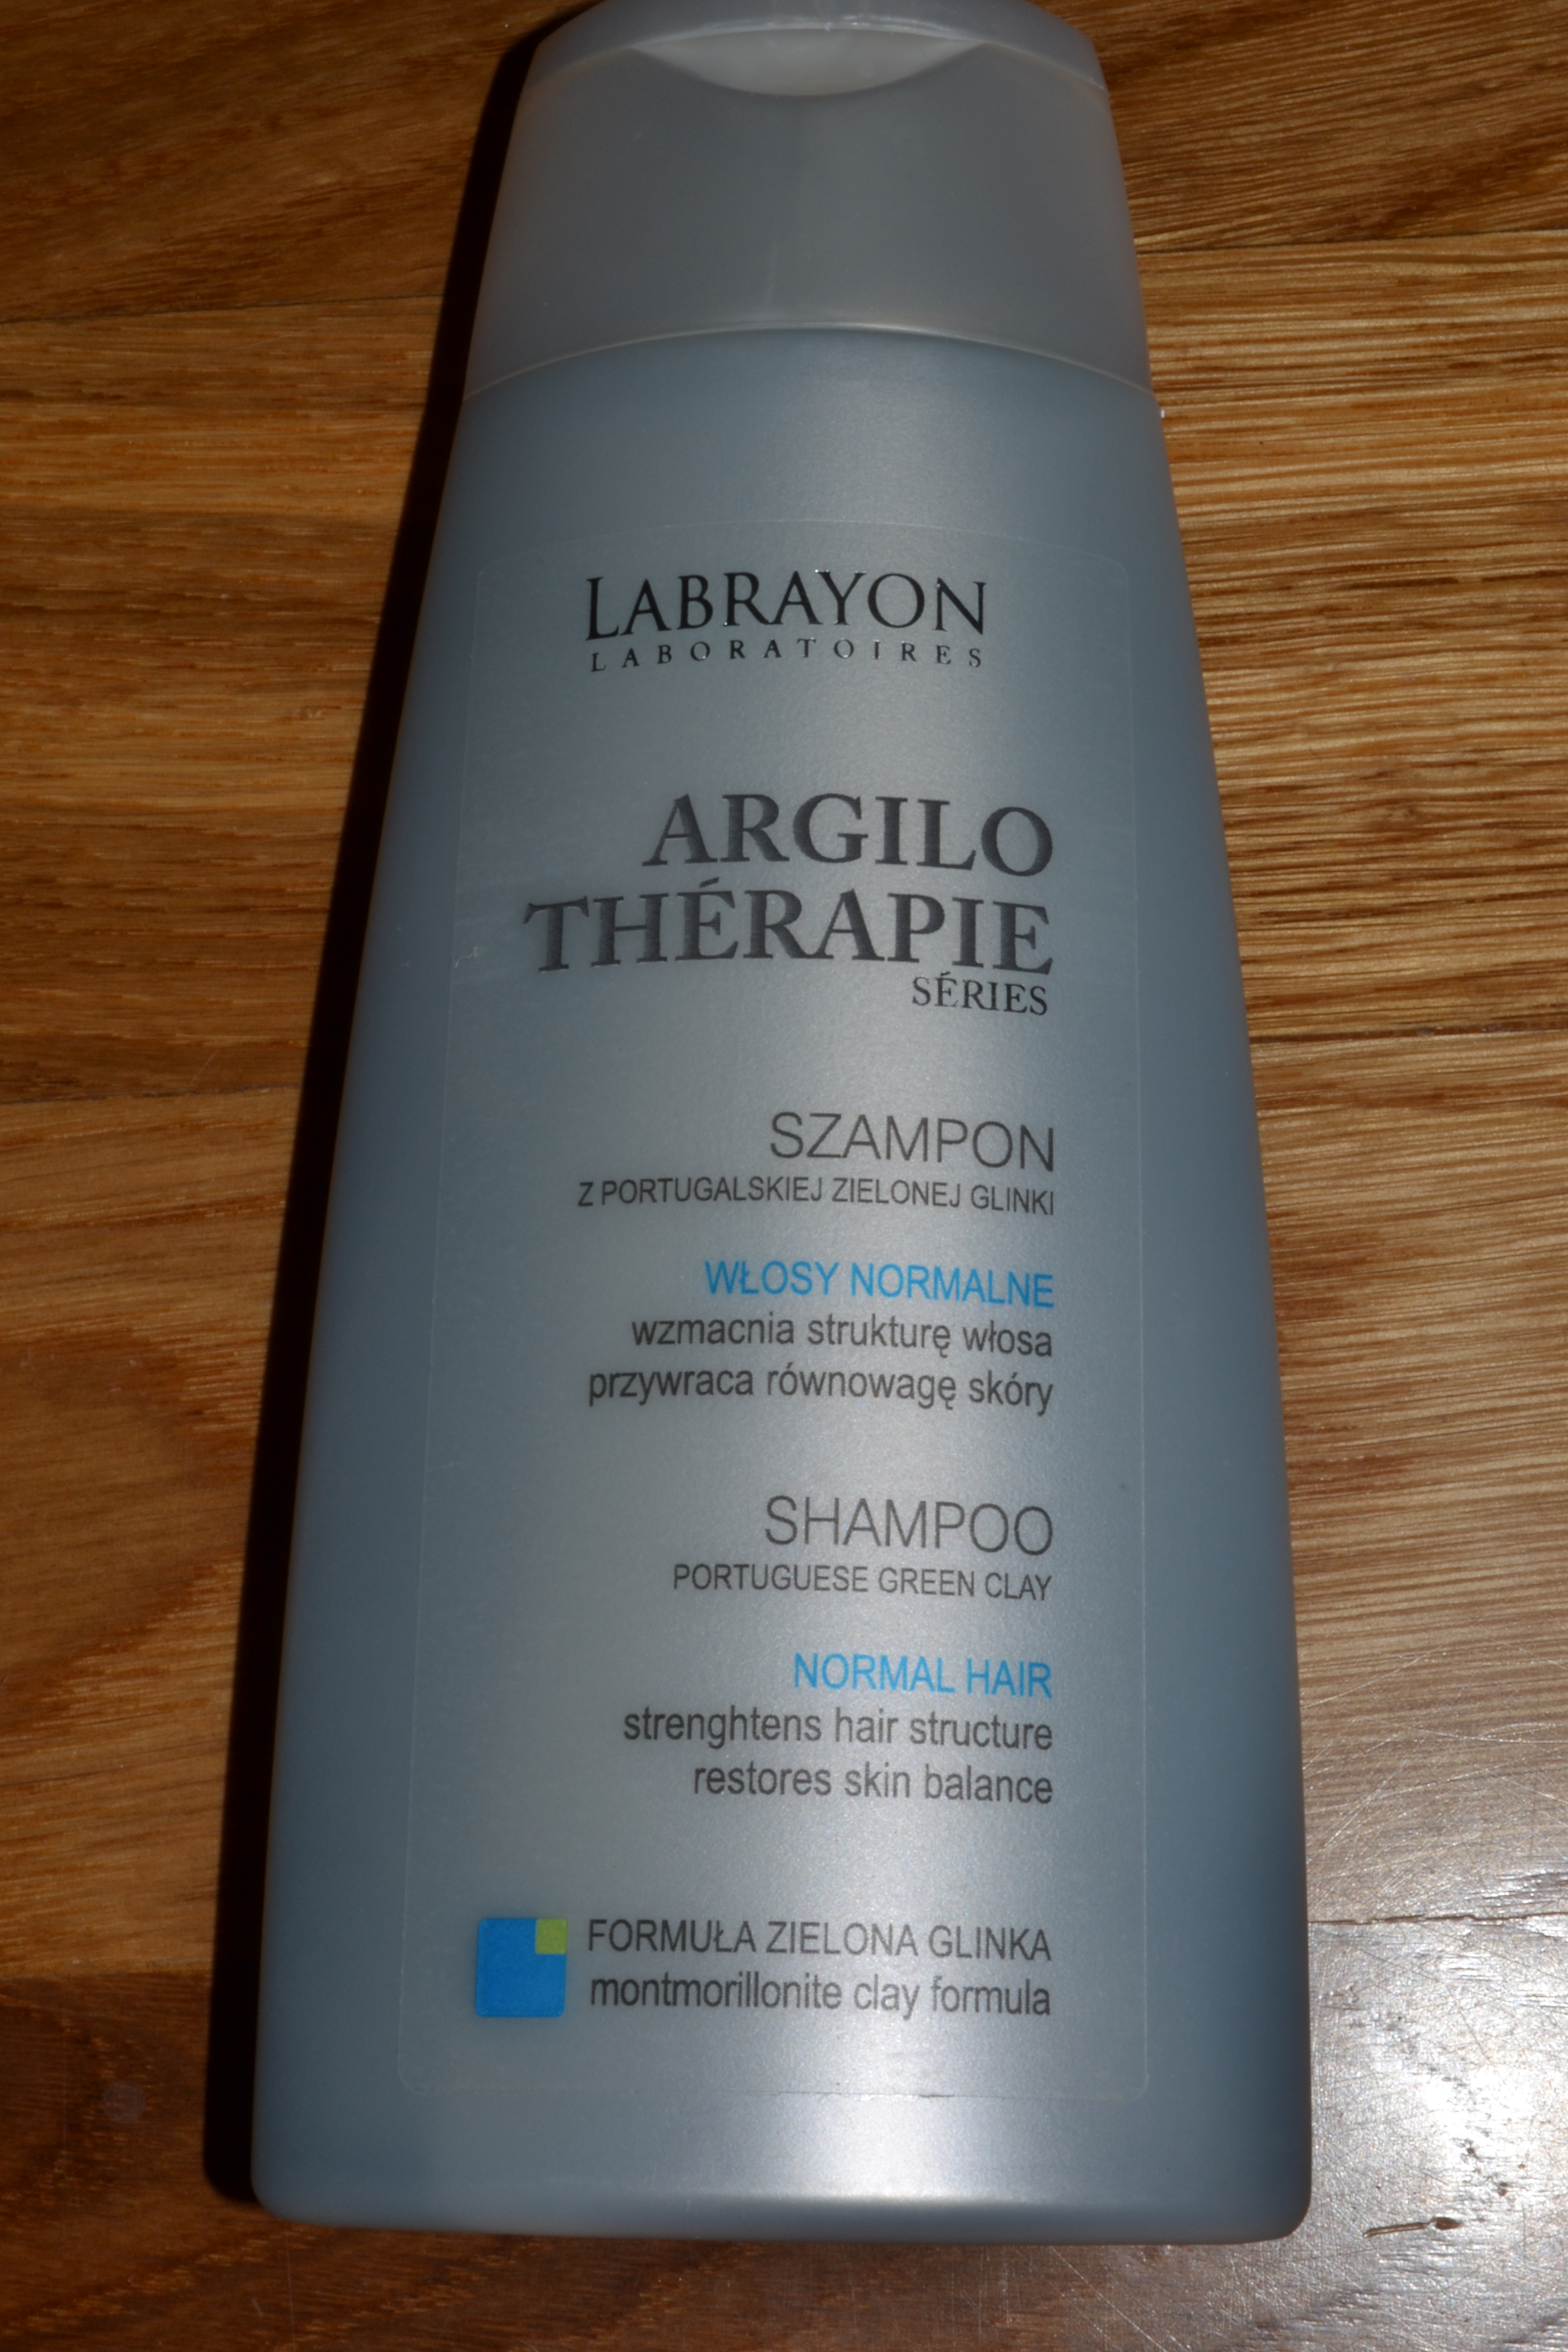 LABRAYON
LABORATOIRES
ARGILO
THÉRAPIE
SÉRIES
SZAMPON
Z PORTUGALSKIEJ ZIELONEJ GLINKI
WŁOSY NORMALNE
wzmacnia strukturę włosa
przywraca równowagę skóry
SHAMPOO
PORTUGUESE GREEN CLAY
NORMAL HAIR
strenghtens hair structure
restores skin balance
FORMUŁA ZIELONA GLINKA
montmorillonite clay formula